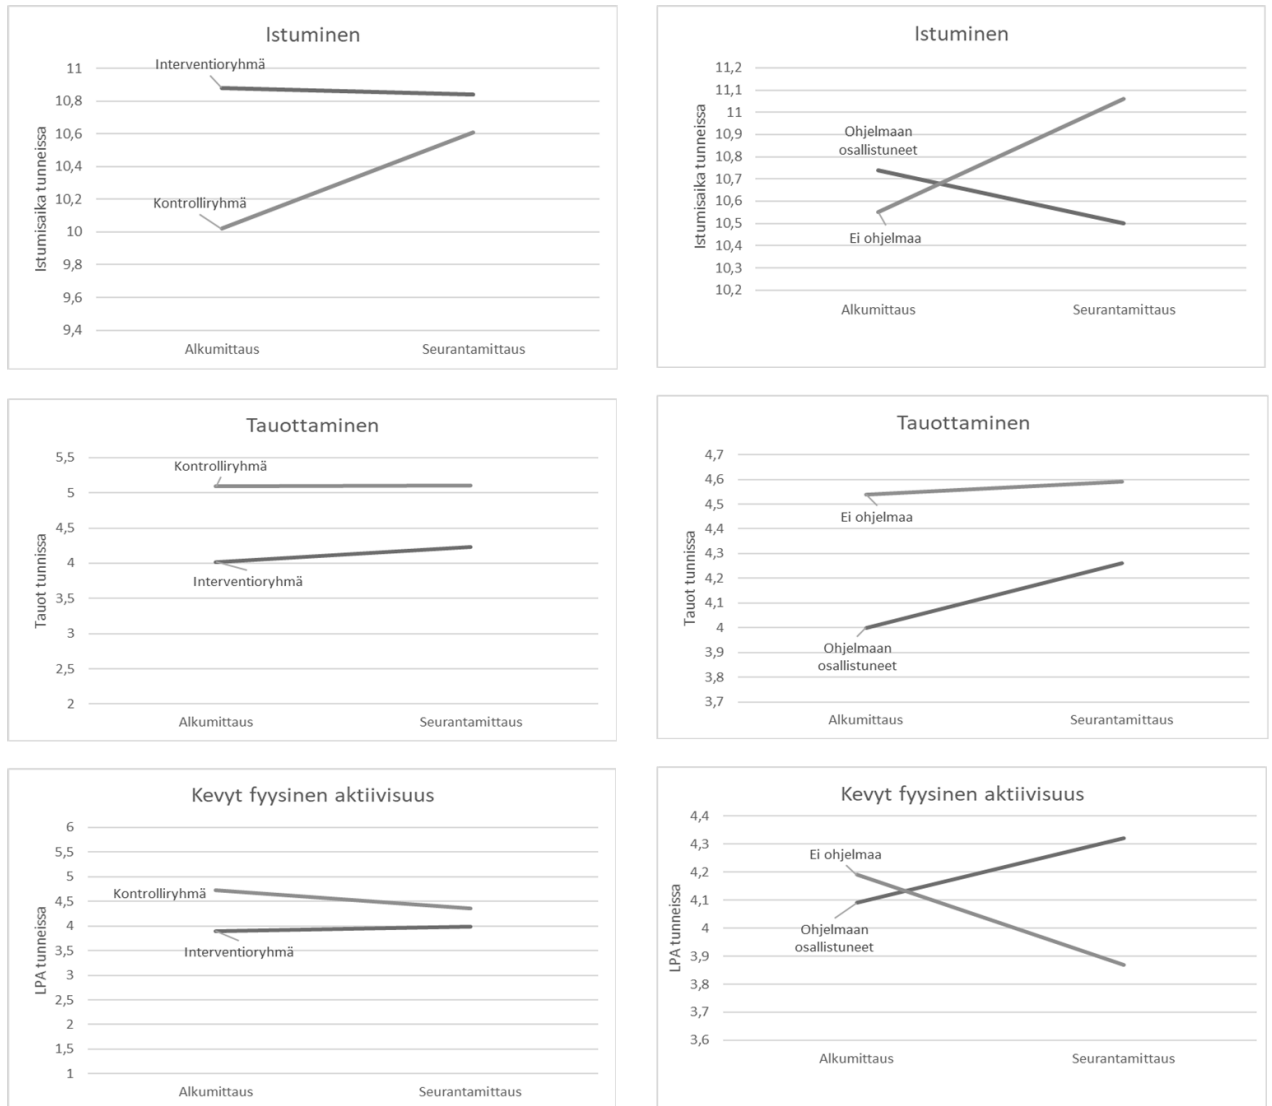 Istuminen
Interventioryhmä
Kontrolliryhmä
Istumisaika tunneissa
11
10,8
10,6
10,4
10,2
10
9,8
9,6
9,4
Alkumittaus
Seurantamittaus
Istuminen
Ohjelmaan
osallistuneet
Ei ohjelmaa
Istumisaika tunneissa
11,2
11,1
11
10,9
10,8
10,7
10,6
10,5
10,4
10,3
10,2
Alkumittaus
Seurantamittaus
Tauottaminen
Kontrolliryhmä
Interventioryhmä
Tauot tunnissa
5,5
5
4,5
4
3,5
3
2,5
2
Alkumittaus
Seurantamittaus
Tauottaminen
Ei ohjelmaa
Ohjelmaan
osallistuneet
Tauot tunnissa
4,7
4,6
4,5
4,4
4,3
4,2
4,1
4
3,9
3,8
3,7
Alkumittaus
Seurantamittaus
Kevyt fyysinen aktiivisuus
Kontrolliryhmä
Interventioryhmä
LPA tunneissa
6
5,5
5
4,5
4
3,5
3
2,5
2
1,5
1
Alkumittaus
Seurantamittaus
Kevyt fyysinen aktiivisuus
Ei ohjelmaa
Ohjelmaan
osallistuneet
LPA tunneissa
4,4
4,3
4,2
4,1
4
3,9
3,8
3,7
3,6
Alkumittaus
Seurantamittaus